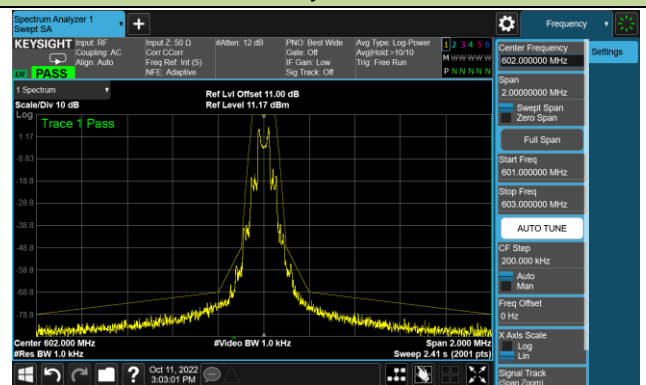 Spectrum Analyzer 1
Swept SA
Frequency
KEYSIGHT Input: RF
Coupling: AC
Align: Auto
Input Z: 50 Ω
Corr CCorr
Freq Ref: Int (S)
NFE: Adaptive
#Atten: 12 dB
PNO: Best Wide
Gate: Off
IF Gain: Low
Sig Track: Off
Avg Type: Log-Power
Avg|Hold:>10/10
Trig: Free Run
1 2 3 4 5 6
M W W W W W
P N N N N N
PASS
Center Frequency
602.000000 MHz
Settings
Span
2.00000000 MHz
Swept Span
Zero Span
Full Span
Start Freq
601.000000 MHz
Stop Freq
603.000000 MHz
AUTO TUNE
CF Step
200.000 kHz
Auto
Man
Freq Offset
0 Hz
X Axis Scale
Log
Lin
Signal Track
(Span Zoom)
1 Spectrum
Scale/Div 10 dB
Ref Lvl Offset 11.00 dB
Ref Level 11.17 dBm
Log
Trace 1 Pass
1.17
-8.83
-18.8
-28.8
-38.8
-48.8
-58.8
-68.8
-78.8
Center 602.000 MHz
#Video BW 1.0 kHz
Span 2.000 MHz
#Res BW 1.0 kHz
Sweep 2.41 s (2001 pts)
Oct 11, 2022
3:03:01 PM